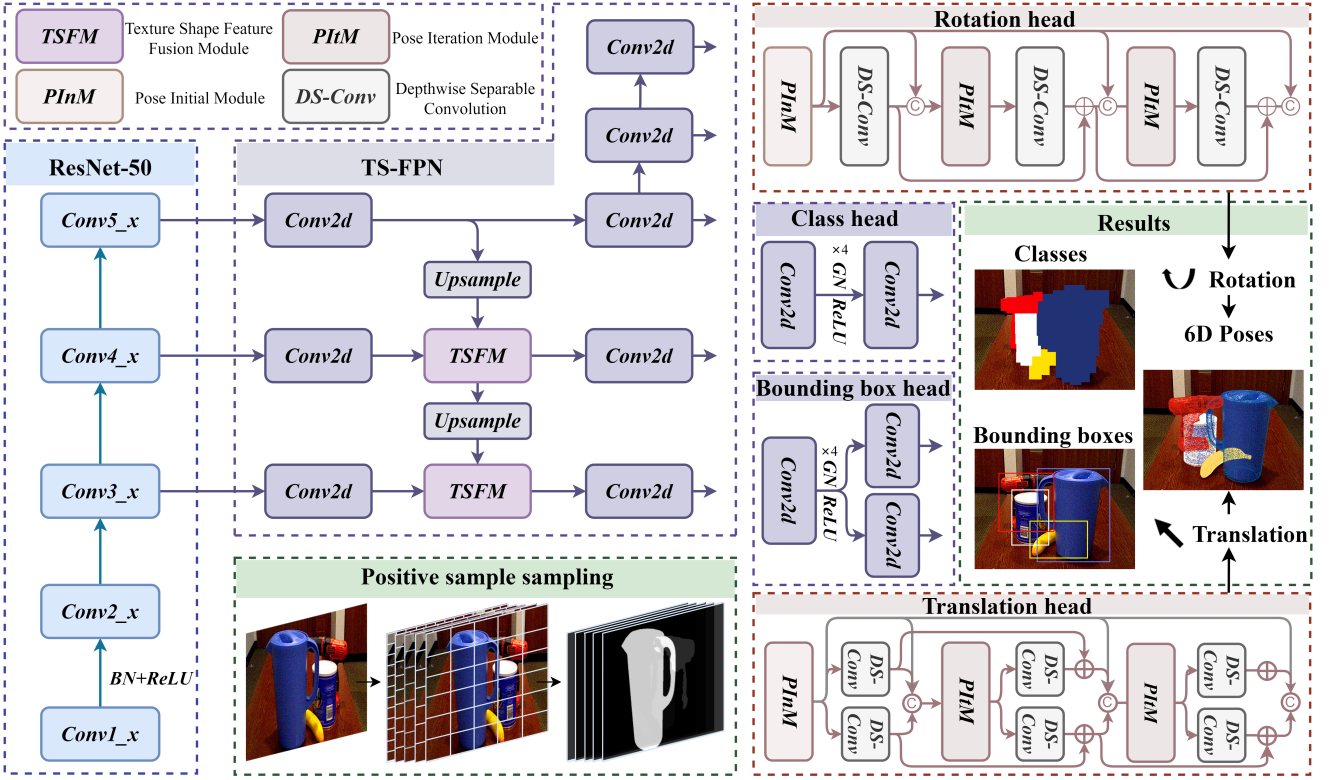 TSFM
Texture Shape Feature
Fusion Module
PItM
Pose Iteration Module
PInM
Pose Initial Module
DS-Conv
Depthwise Separable
Convolution
ResNet-50
Conv5_x
Conv4_x
Conv3_x
Conv2_x
BN+ReLU
Conv1_x
TS-FPN
Conv2d
Conv2d
Conv2d
Conv2d
Upsample
Conv2d
TSFM
Conv2d
Upsample
Conv2d
TSFM
Conv2d
Positive sample sampling
Rotation head
PInM
DS-Conv
C
PItM
DS-Conv
C
PItM
DS-Conv
C
Class head
Conv2d
×4
GN
ReLU
Conv2d
Bounding box head
Conv2d
×4
GN
ReLU
Conv2d
Conv2d
Results
Classes
Rotation
6D Poses
Bounding boxes
Translation
Translation head
PInM
DS-
Conv
DS-
Conv
C
PItM
DS-
Conv
DS-
Conv
C
PItM
DS-
Conv
DS-
Conv
C